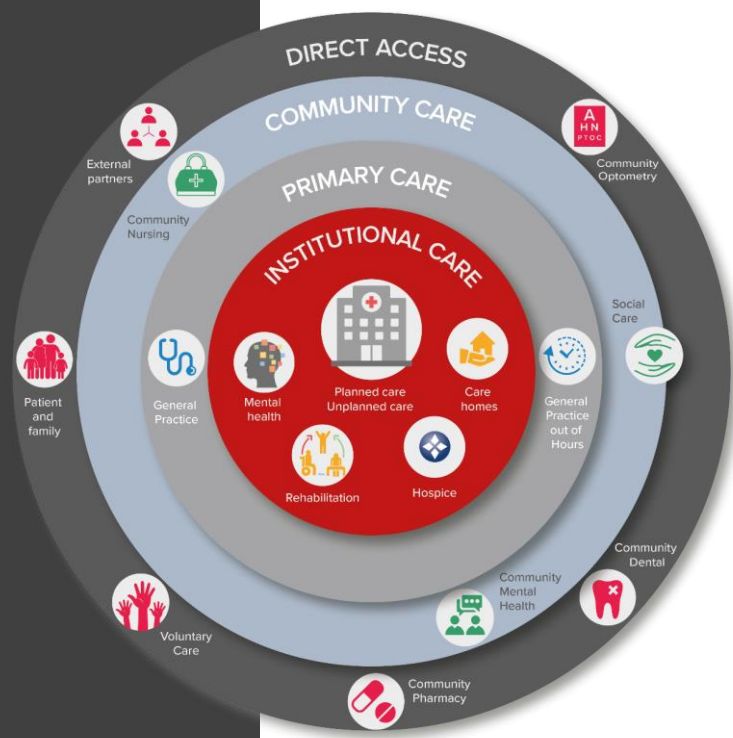 DIRECT ACCESS
COMMUNITY CARE
PRIMARY CARE
INSTITUTIONAL CARE
External
partners
A
H N
P T O C
Community
Optometry
Community
Nursing
Social
Care
Patient
and
family
General
Practice
Mental
health
Planned care
Unplanned care
Care
homes
General
Practice
out of
Hours
Rehabilitation
Hospice
Community
Dental
Community
Mental
Health
Voluntary
Care
Community
Pharmacy